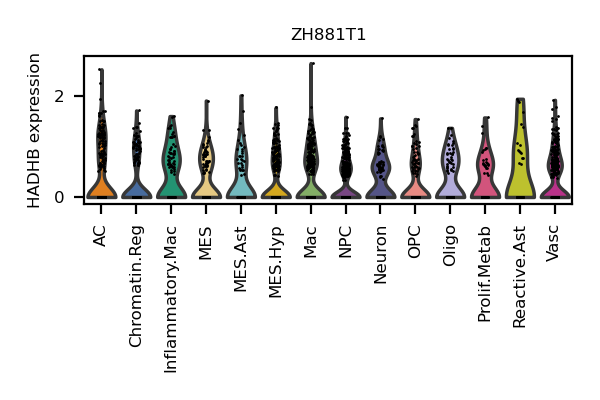 ZH881T1
HADHB expression
2
0
AC
Chromatin.Reg
Inflammatory.Mac
MES
MES.Ast
MES.Hyp
Mac
NPC
Neuron
OPC
Oligo
Prolif.Metab
Reactive.Ast
Vasc